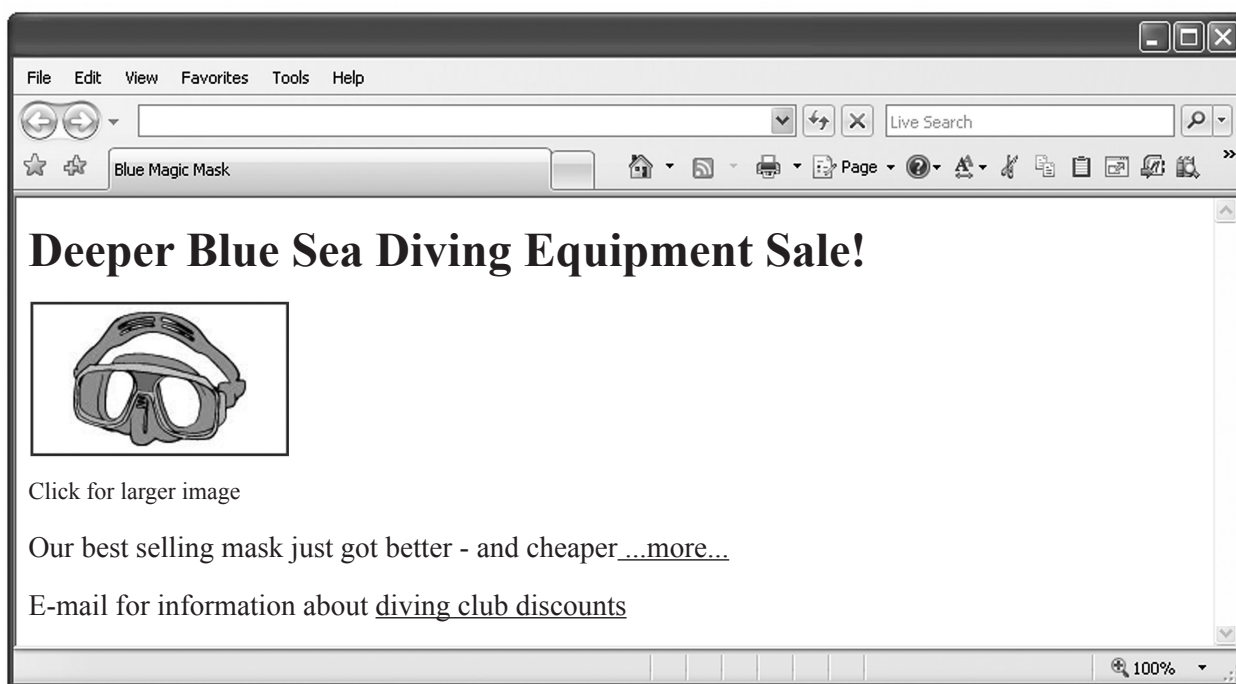 File Edit View Favorites Tools Help
Live Search
Blue Magic Mask
Page
Deeper Blue Sea Diving Equipment Sale!
Click for larger image
Our best selling mask just got better - and cheaper ...more...
E-mail for information about diving club discounts
100%